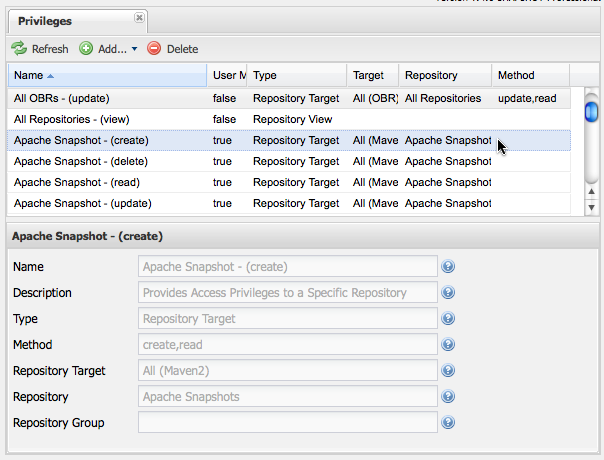 Privileges
Refresh Add... Delete
Name User M Type Target Repository Method
All OBRs - (update) false Repository Target All (OBR) All Repositories update,read
All Repositories - (view) false Repository View
Apache Snapshot - (create) true Repository Target All (Mave Apache Snapshot
Apache Snapshot - (delete) true Repository Target All (Mave Apache Snapshot
Apache Snapshot - (read) true Repository Target All (Mave Apache Snapshot
Apache Snapshot - (update) true Repository Target All (Mave Apache Snapshot
Apache Snapshot - (create)
Name Apache Snapshot - (create)
Description Provides Access Privileges to a Specific Repository
Type Repository Target
Method create,read
Repository Target All (Maven2)
Repository Apache Snapshots
Repository Group